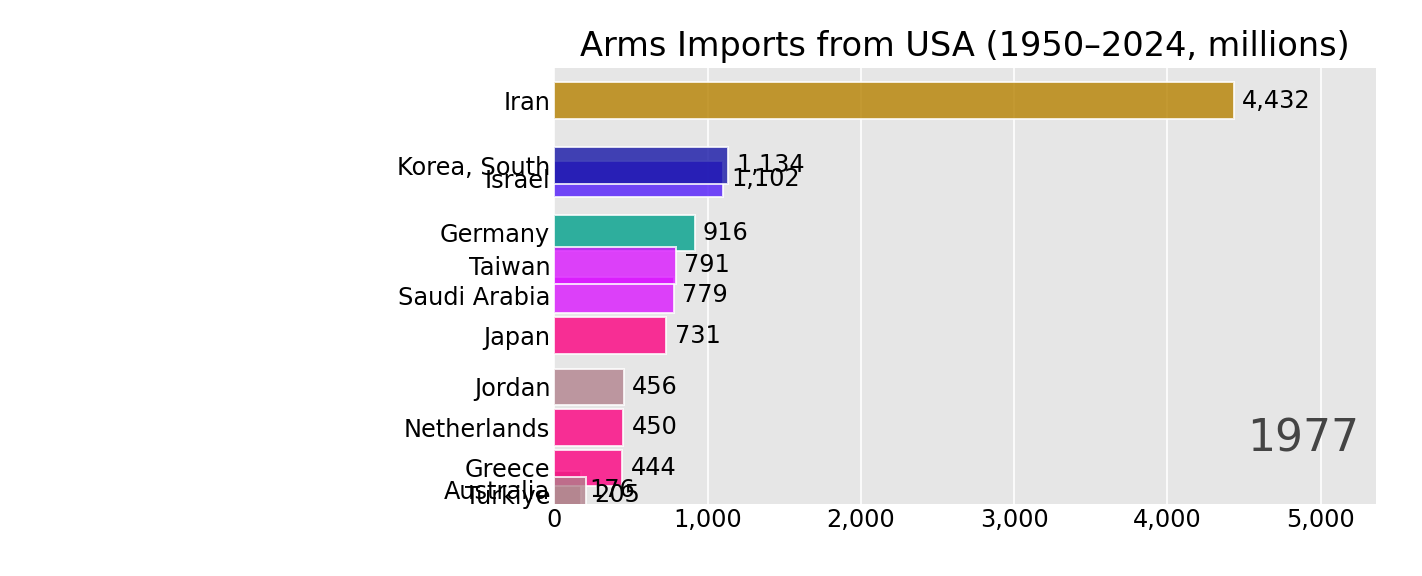 Arms Imports from USA (1950–2024, millions)
Iran 4,432
Korea, South 1,134
Israel 1,102
Germany 916
Taiwan 791
Saudi Arabia 779
Japan 731
Jordan 456
Netherlands 450
1977
Greece 444
Australia 176
Türkiye 205
0 1,000 2,000 3,000 4,000 5,000